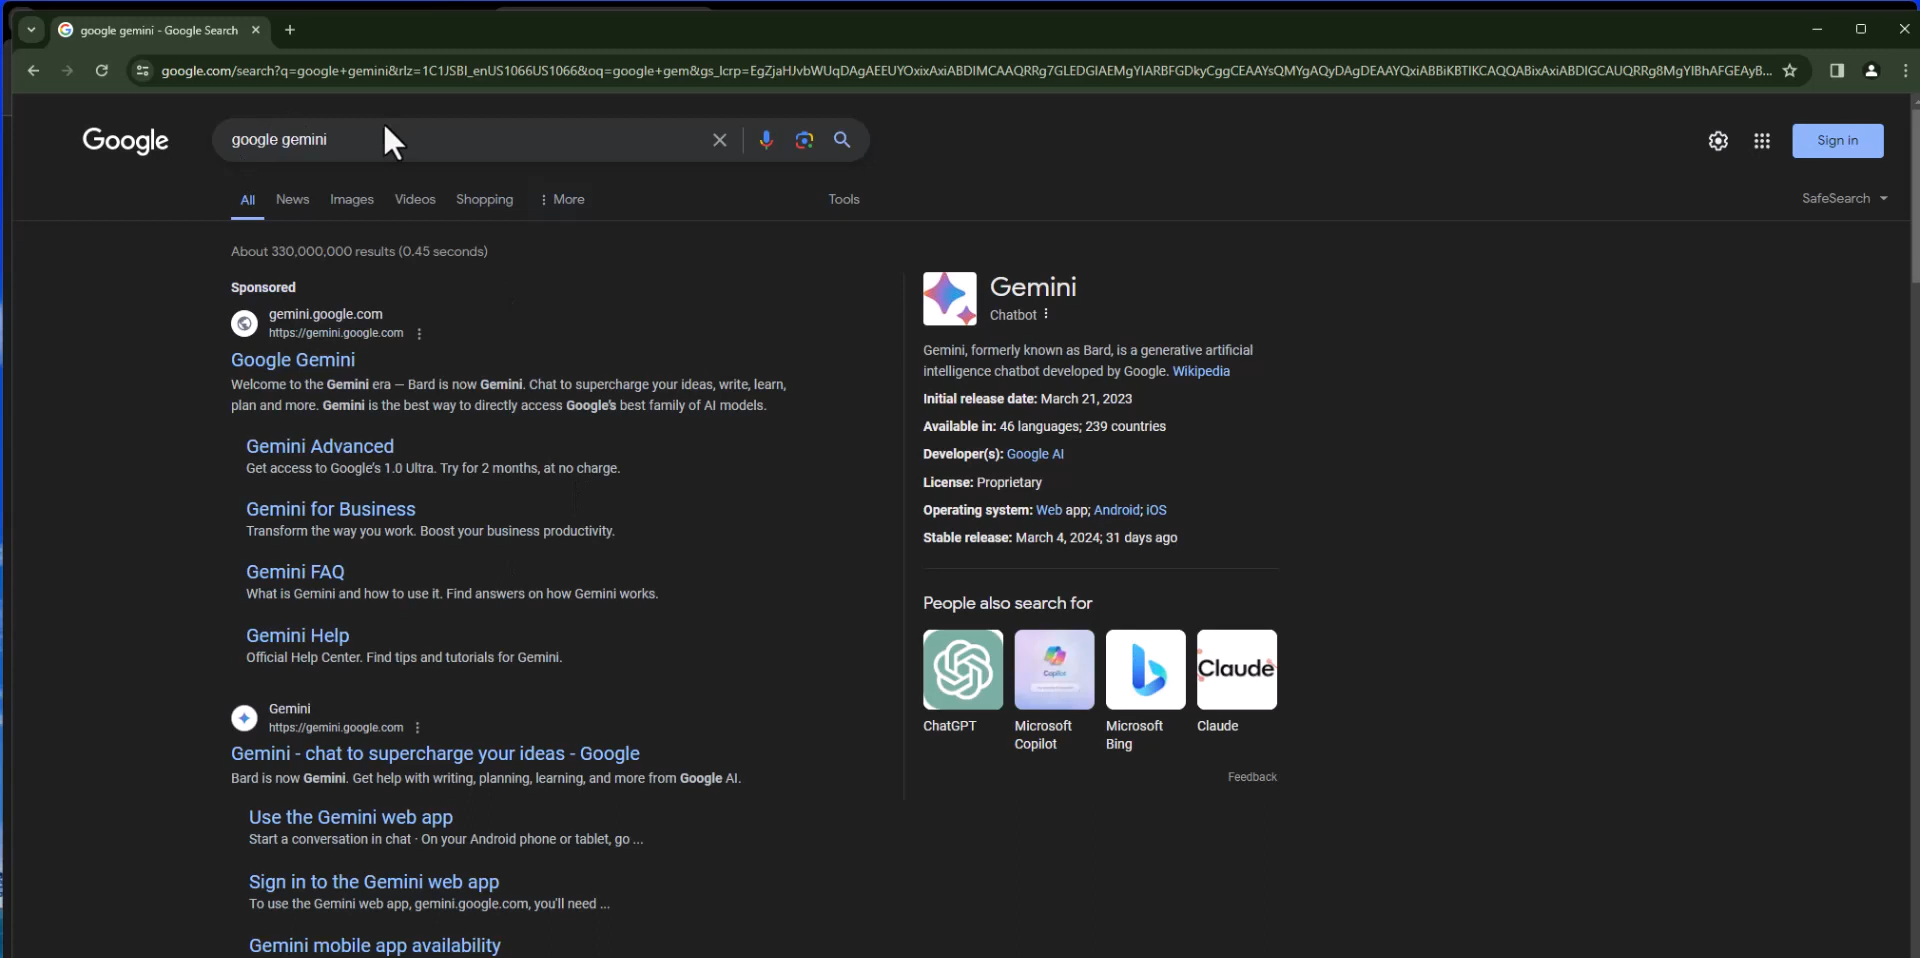 google gemini - Google Search
google.com/search?q=google+gemini&rlz=1C1JSBI_enUS1066US1066&oq=google+gem&gs_lcrp=EgZjaHJvbWUqDAgAEEUYOxixAxiABDIMCAAQRRg7GLEDGIAEMgYIARBFGDkyCggCEAAYsQMYgAQyDAgDEAAYQxiABBiKBTIKCAQQABixAxiABDIGCAUQRRg8MgYIBhAFGEAyB...
Google
google gemini
Sign in
All News Images Videos Shopping More Tools
SafeSearch
About 330,000,000 results (0.45 seconds)
Sponsored
gemini.google.com
https://gemini.google.com
Google Gemini
Welcome to the Gemini era — Bard is now Gemini. Chat to supercharge your ideas, write, learn,
plan and more. Gemini is the best way to directly access Google's best family of AI models.
Gemini Advanced
Get access to Google's 1.0 Ultra. Try for 2 months, at no charge.
Gemini for Business
Transform the way you work. Boost your business productivity.
Gemini FAQ
What is Gemini and how to use it. Find answers on how Gemini works.
Gemini Help
Official Help Center. Find tips and tutorials for Gemini.
Gemini
https://gemini.google.com
Gemini - chat to supercharge your ideas - Google
Bard is now Gemini. Get help with writing, planning, learning, and more from Google AI.
Use the Gemini web app
Start a conversation in chat · On your Android phone or tablet, go ...
Sign in to the Gemini web app
To use the Gemini web app, gemini.google.com, you'll need ...
Gemini mobile app availability
Gemini
Chatbot
Gemini, formerly known as Bard, is a generative artificial
intelligence chatbot developed by Google. Wikipedia
Initial release date: March 21, 2023
Available in: 46 languages; 239 countries
Developer(s): Google AI
License: Proprietary
Operating system: Web app; Android; iOS
Stable release: March 4, 2024; 31 days ago
People also search for
Copilot
Claude
ChatGPT
Microsoft
Copilot
Microsoft
Bing
Claude
Feedback